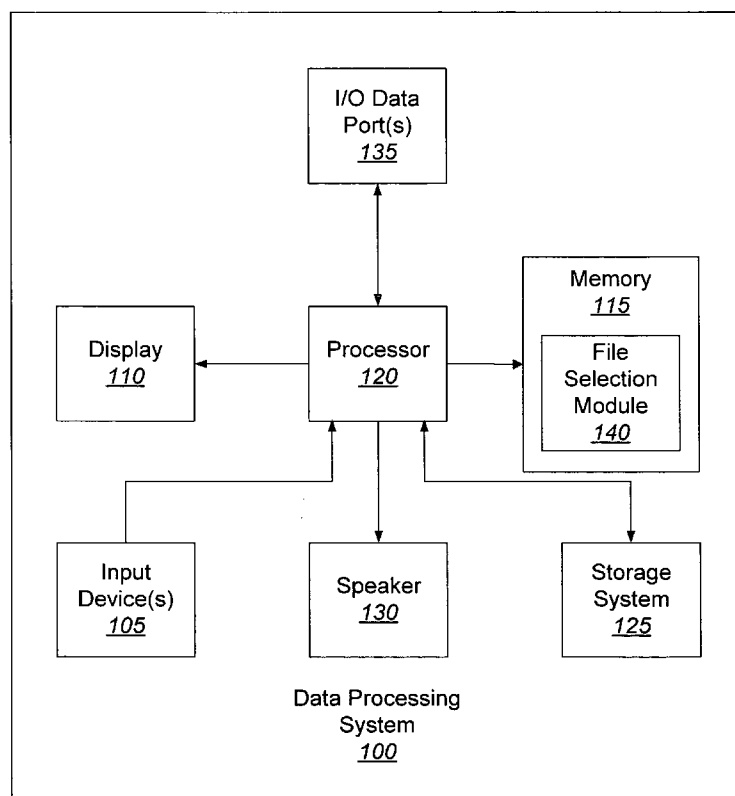 I/O Data
Port(s)
135
Memory
115
Display
110
Processor
120
File
Selection
Module
140
Input
Device(s)
105
Speaker
130
Storage
System
125
Data Processing
System
100